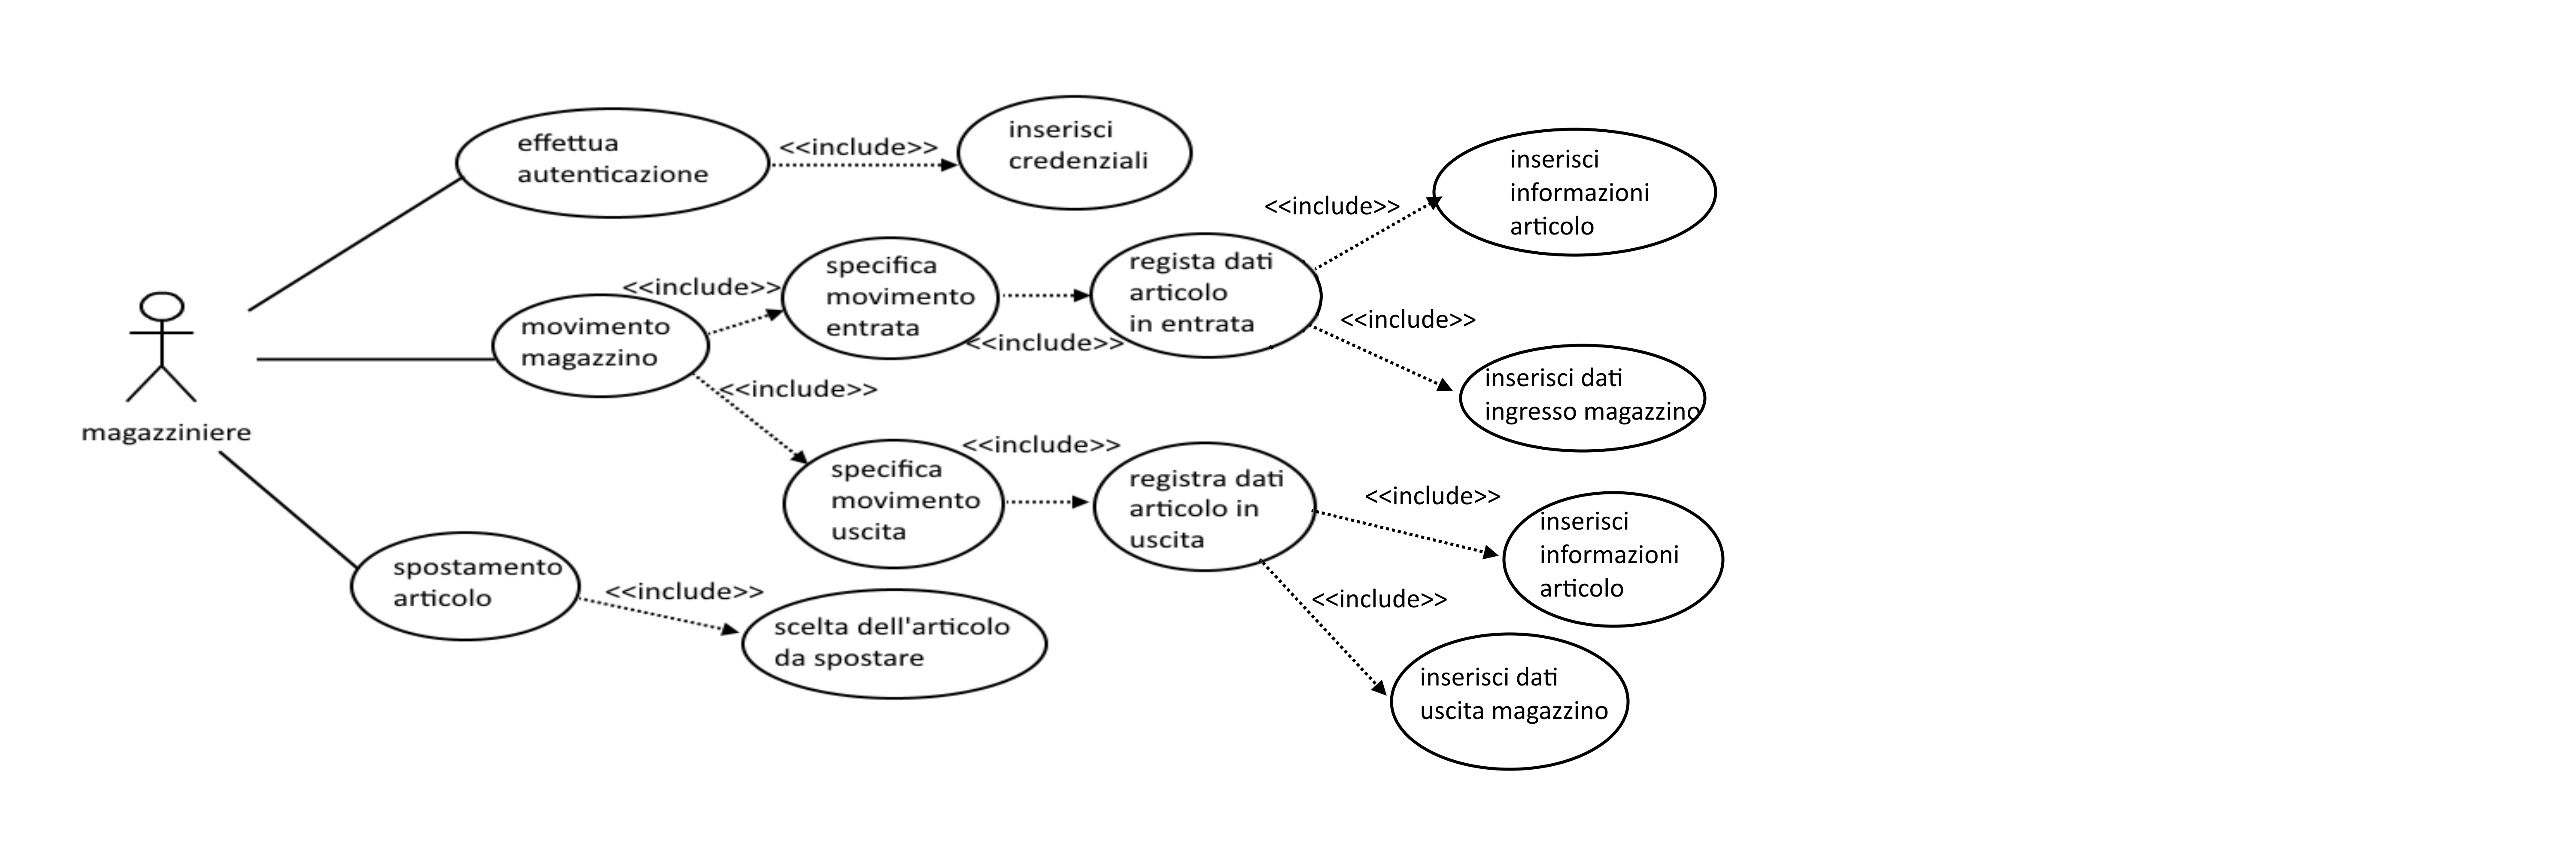 effettua
autenticazione
<<include>>
inserisci
credenziali
magazziniere
movimento
magazzino
<<include>>
specifica
movimento
entrata
<<include>>
regista dati
articolo
in entrata
<<include>>
inserisci
informazioni
articolo
<<include>>
inserisci dati
ingresso magazzino
<<include>>
specifica
movimento
uscita
<<include>>
registra dati
articolo in
uscita
<<include>>
inserisci
informazioni
articolo
<<include>>
inserisci dati
uscita magazzino
spostamento
articolo
<<include>>
scelta dell'articolo
da spostare